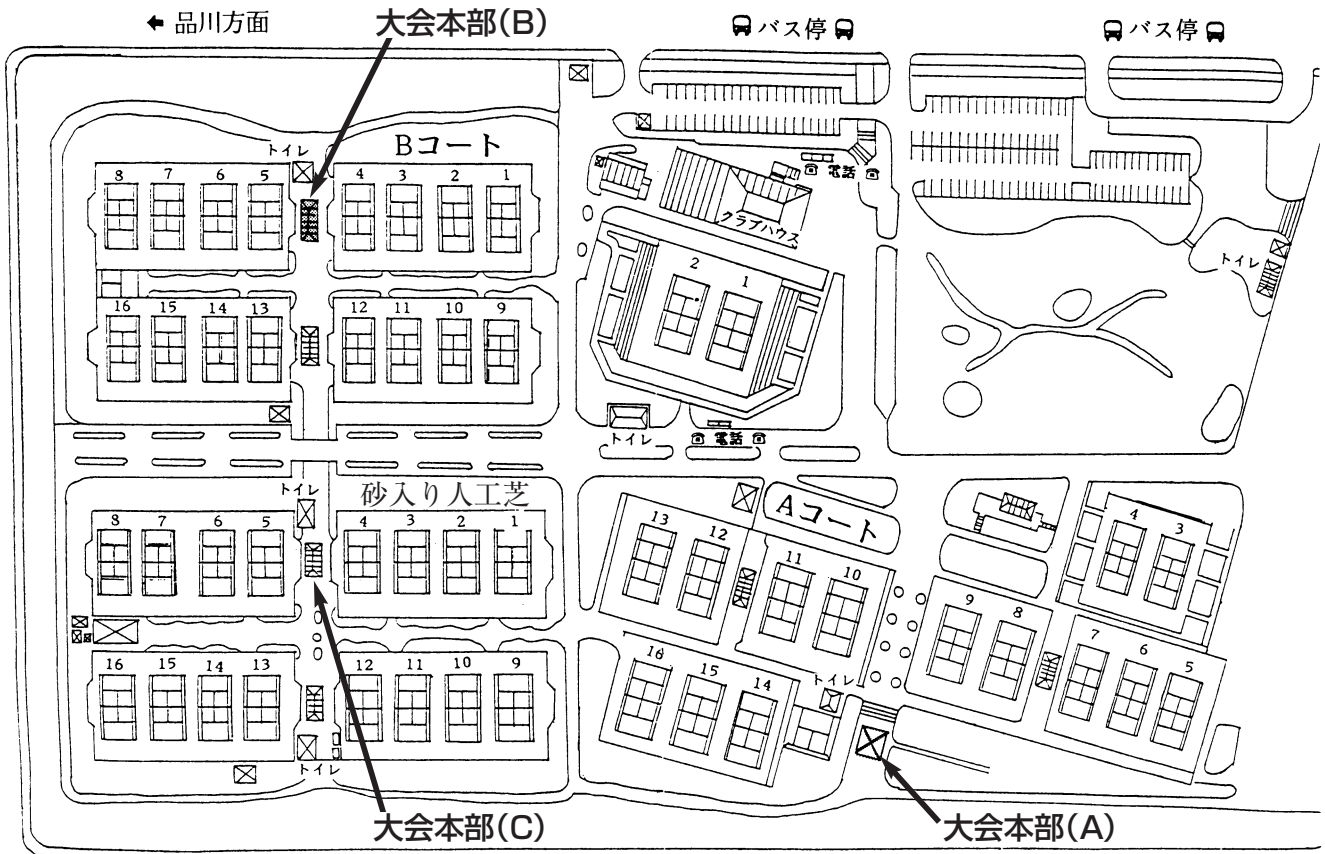 ← 品川方面
大会本部(B)
バス停
バス停
トイレ
Bコート
電話
クラブハウス
8 7 6 5
4 3 2 1
2 1
トイレ
16 15 14 13
12 11 10 9
トイレ
電話
トイレ
砂入り人工芝
Aコート
8 7 6 5
4 3 2 1
13 12 11 10
9 8 7 6 5
4 3
16 15 14 13
12 11 10 9
16 15 14
トイレ
トイレ
大会本部(C)
大会本部(A)